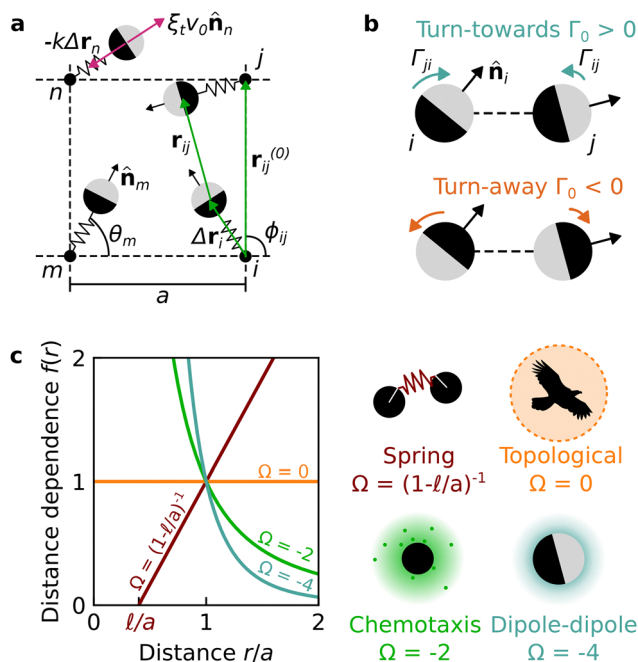 a
-kΔr_n
ξ_t v_0 n̂_n
n
j
r_ij
r_ij^(0)
n̂_m
θ_m
Δr_i
ϕ_ij
m
i
a
b
Turn-towards Γ_0 > 0
Γ_ji
n̂_i
Γ_ij
i
j
Turn-away Γ_0 < 0
c
Distance dependence f(r)
2
1
0
Ω = 0
Ω = (1-ℓ/a)^-1
Ω = -2
Ω = -4
0
ℓ/a
1
2
Distance r/a
Spring
Ω = (1-ℓ/a)^-1
Topological
Ω = 0
Chemotaxis
Ω = -2
Dipole-dipole
Ω = -4